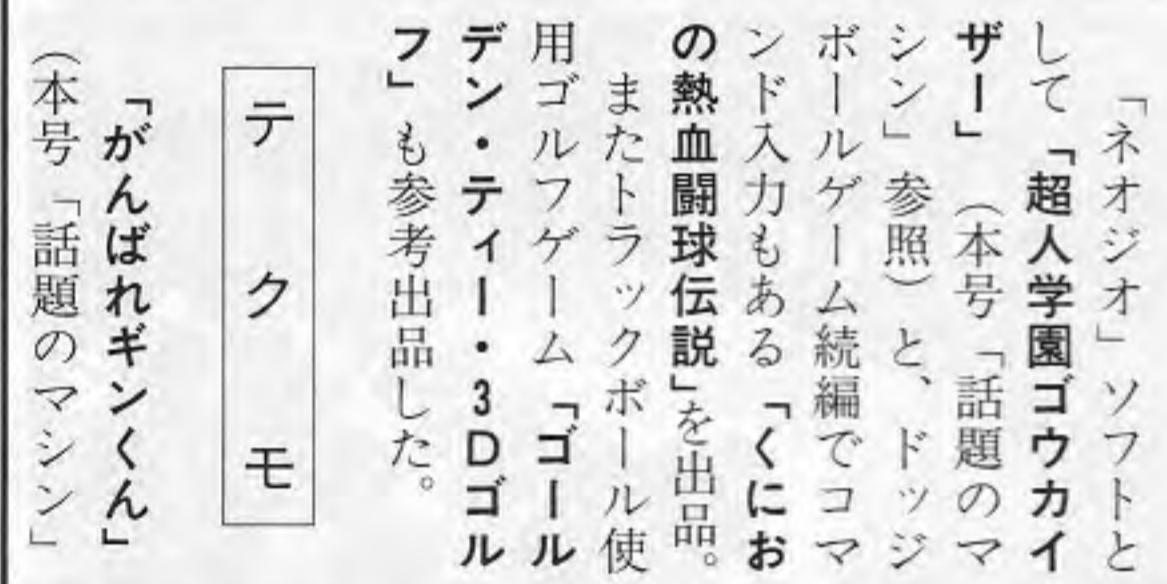 「ネオジオ」ソフトと
して「超人学園ゴウカイ
ザー」（本号「話題のマ
シン」参照）と、ドッジ
ボールゲーム続編でコマ
ンド入力もある「くにお
の熱血闘球伝説」を出品。
またトラックボール使
用ゴルフゲーム「ゴール
デン・ティー・3Dゴル
フ」も参考出品した。
テクモ
「がんばれギンくん」
（本号「話題のマシン」